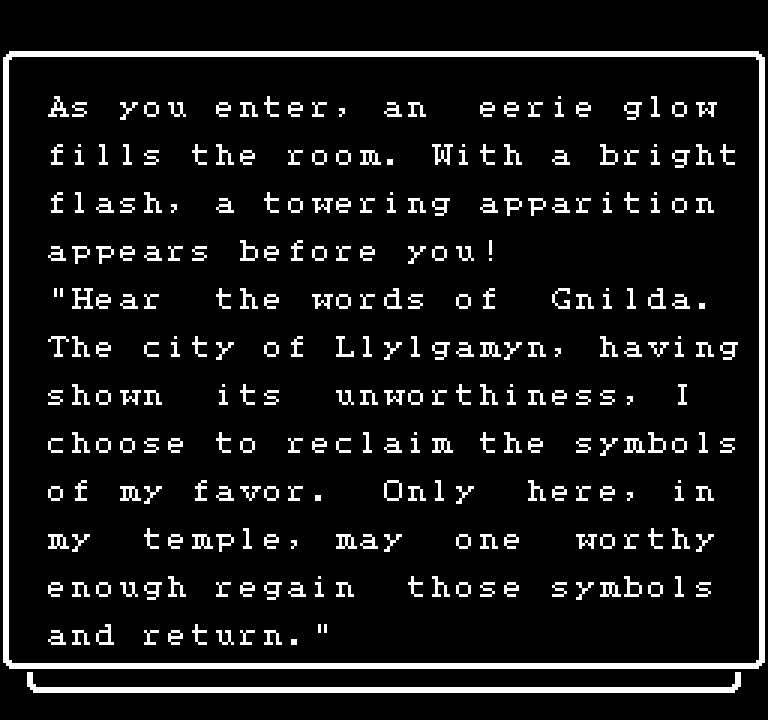 As you enter, an  eerie glow
fills the room. With a bright
flash, a towering apparition
appears before you!
"Hear  the words of  Gnilda.
The city of Llylgamyn, having
shown  its  unworthiness, I
choose to reclaim the symbols
of my favor.  Only  here, in
my  temple, may  one  worthy
enough regain  those symbols
and return."